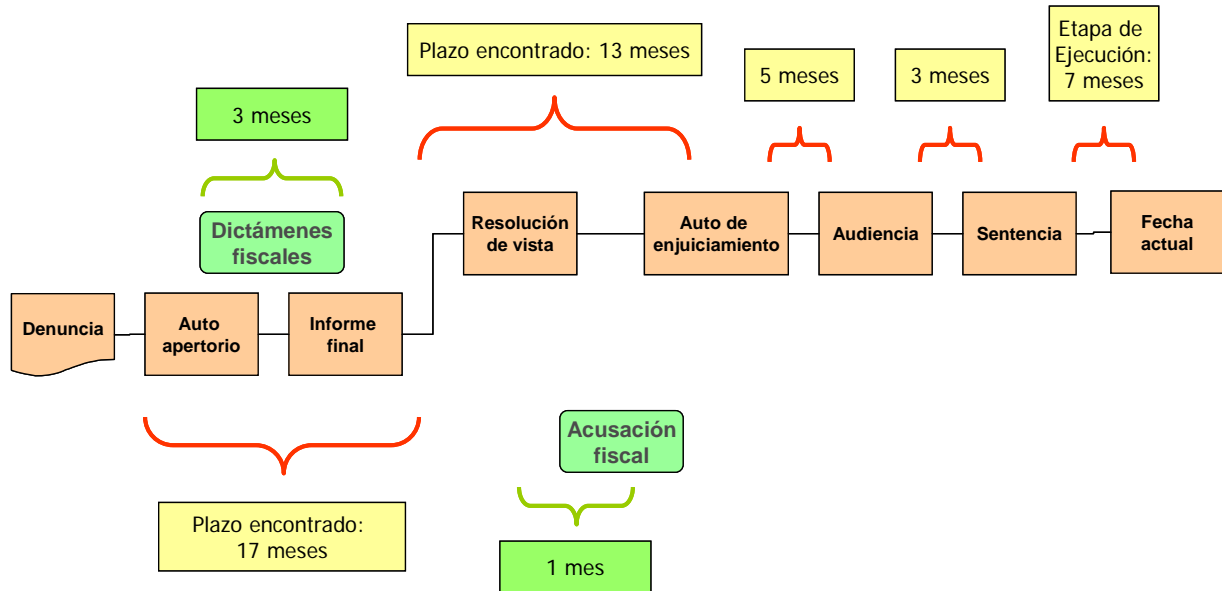 Plazo encontrado: 13 meses
5 meses
3 meses
Etapa de
Ejecución:
7 meses
3 meses
Dictámenes
fiscales
Resolución
de vista
Auto de
enjuiciamiento
Audiencia
Sentencia
Fecha
actual
Denuncia
Auto
apertorio
Informe
final
Acusación
fiscal
Plazo encontrado:
17 meses
1 mes